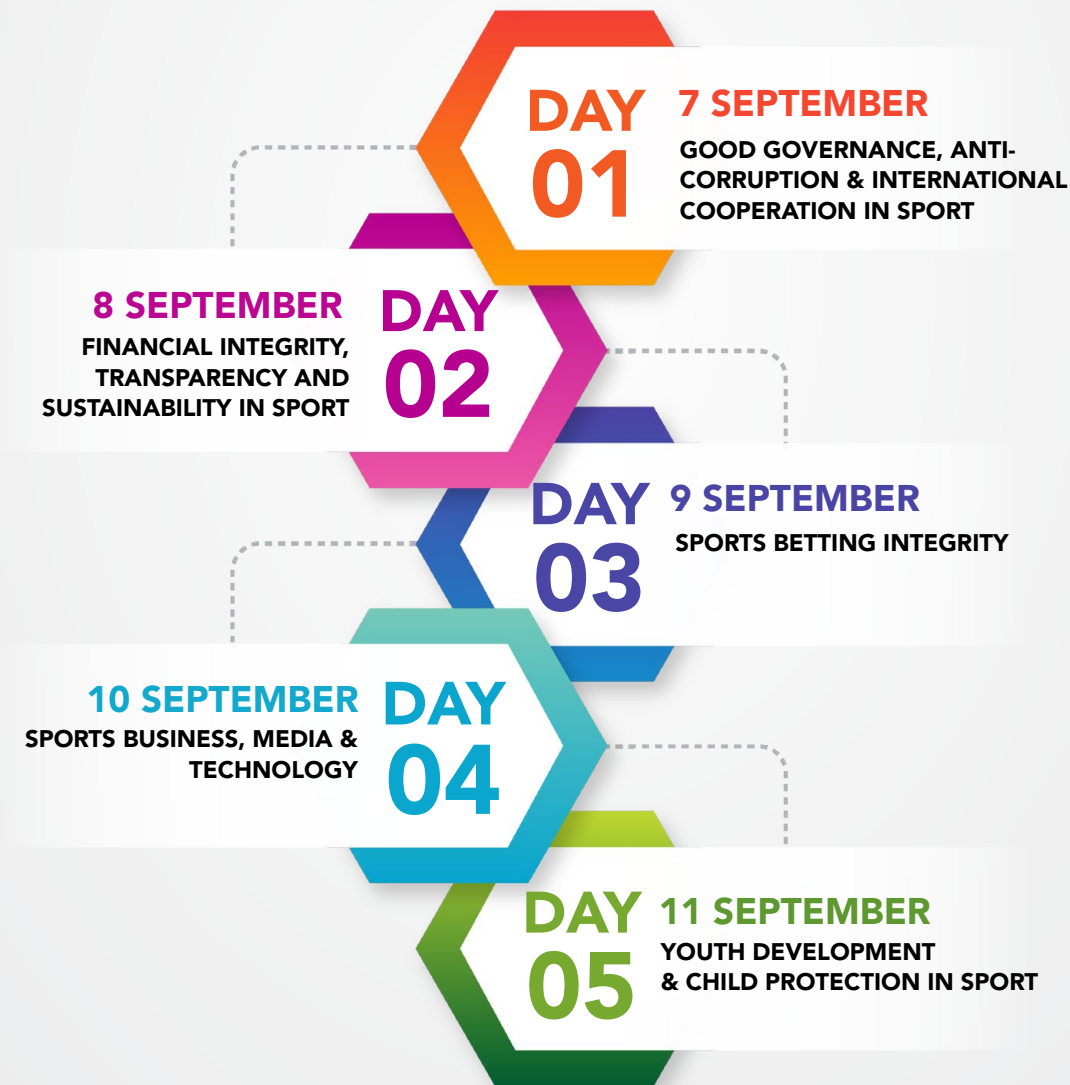 DAY
01
7 SEPTEMBER
GOOD GOVERNANCE, ANTI-
CORRUPTION & INTERNATIONAL
COOPERATION IN SPORT
8 SEPTEMBER
FINANCIAL INTEGRITY,
TRANSPARENCY AND
SUSTAINABILITY IN SPORT
DAY
02
DAY
03
9 SEPTEMBER
SPORTS BETTING INTEGRITY
10 SEPTEMBER
SPORTS BUSINESS, MEDIA &
TECHNOLOGY
DAY
04
DAY
05
11 SEPTEMBER
YOUTH DEVELOPMENT
& CHILD PROTECTION IN SPORT